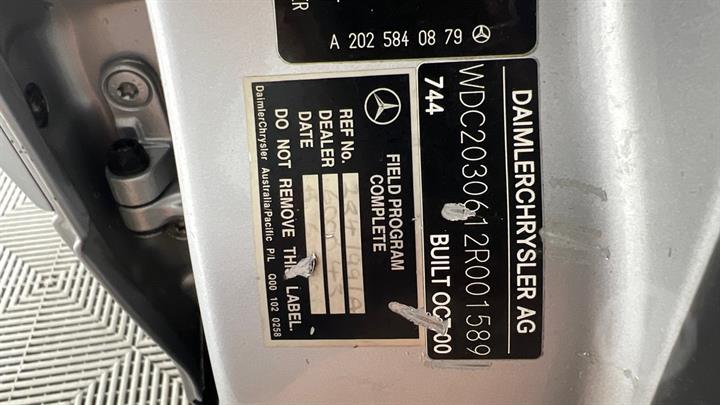 A 202 584 08 79
DAIMLERCHRYSLER AG
WDC2030612R001589
744 BUILT OCT 00
FIELD PROGRAM
COMPLETE
REF No.
DEALER
DATE
DO NOT REMOVE THIS LABEL.
DaimlerChrysler Australia/Pacific P/L Q00 102 0258